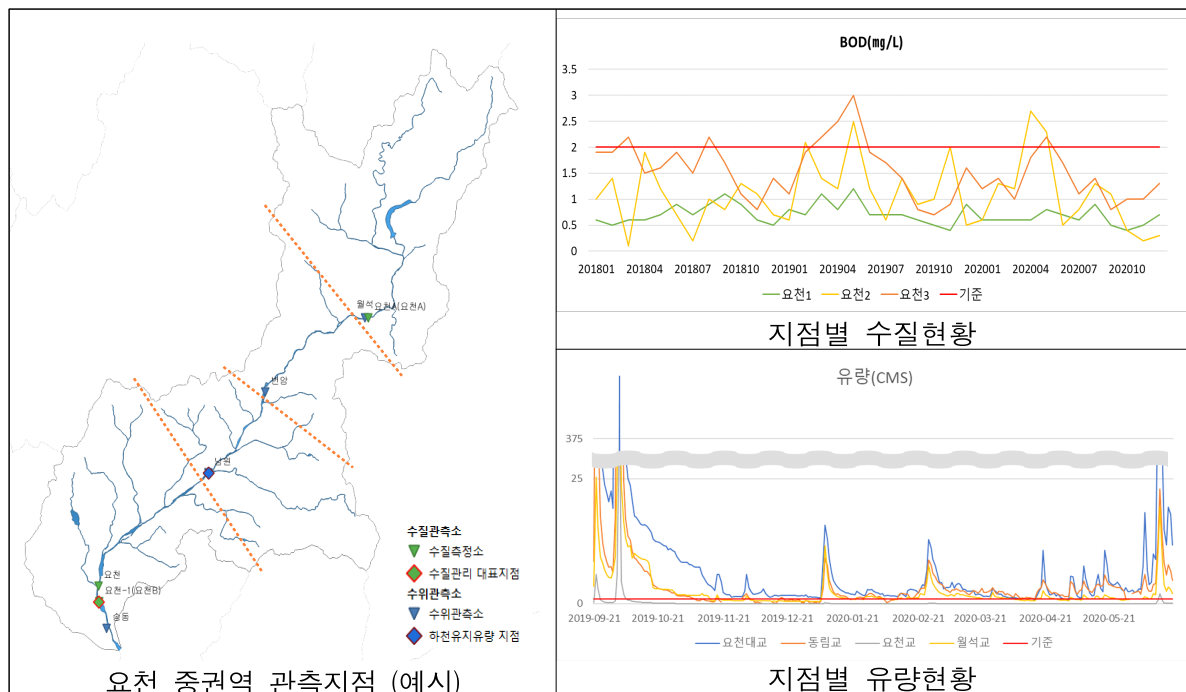 월석
요천A(요천A)
번암
남원
요천
요천-1(요천B)
송동
수질관측소
수질측정소
수질관리 대표지점
수위관측소
수위관측소
하천유지유량 지점
요천 중권역 관측지점 (예시)
BOD(㎎/L)
3.5
3
2.5
2
1.5
1
0.5
0
201801 201804 201807 201810 201901 201904 201907 201910 202001 202004 202007 202010
요천1 요천2 요천3 기준
지점별 수질현황
유량(CMS)
375
25
0
2019-09-21 2019-10-21 2019-11-21 2019-12-21 2020-01-21 2020-02-21 2020-03-21 2020-04-21 2020-05-21
요천대교 동림교 요천교 월석교 기준
지점별 유량현황